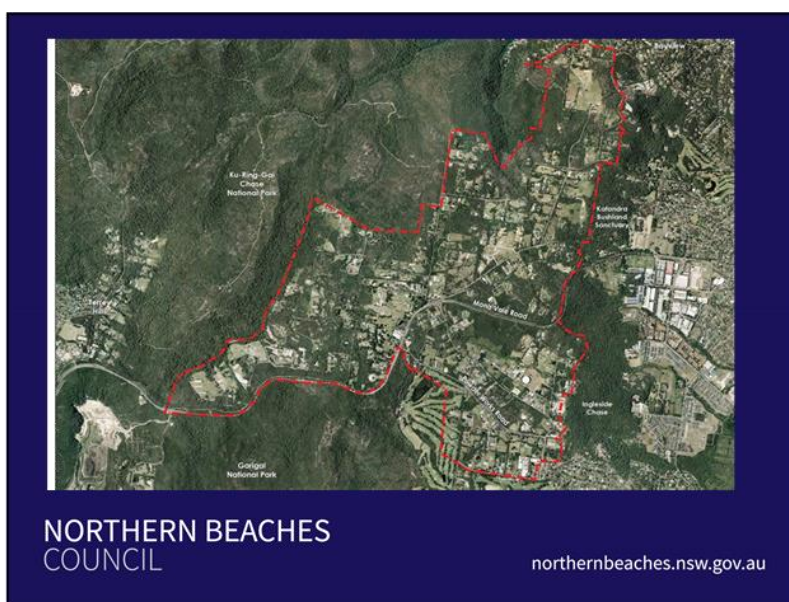 Bayview
Ku-Ring-Gai
Chase
National Park
Katandra
Bushland
Sanctuary
Terrey
Hills
Mona Vale Road
Road
Ingleside
Chase
Garigal
National Park
NORTHERN BEACHES
COUNCIL
northernbeaches.nsw.gov.au